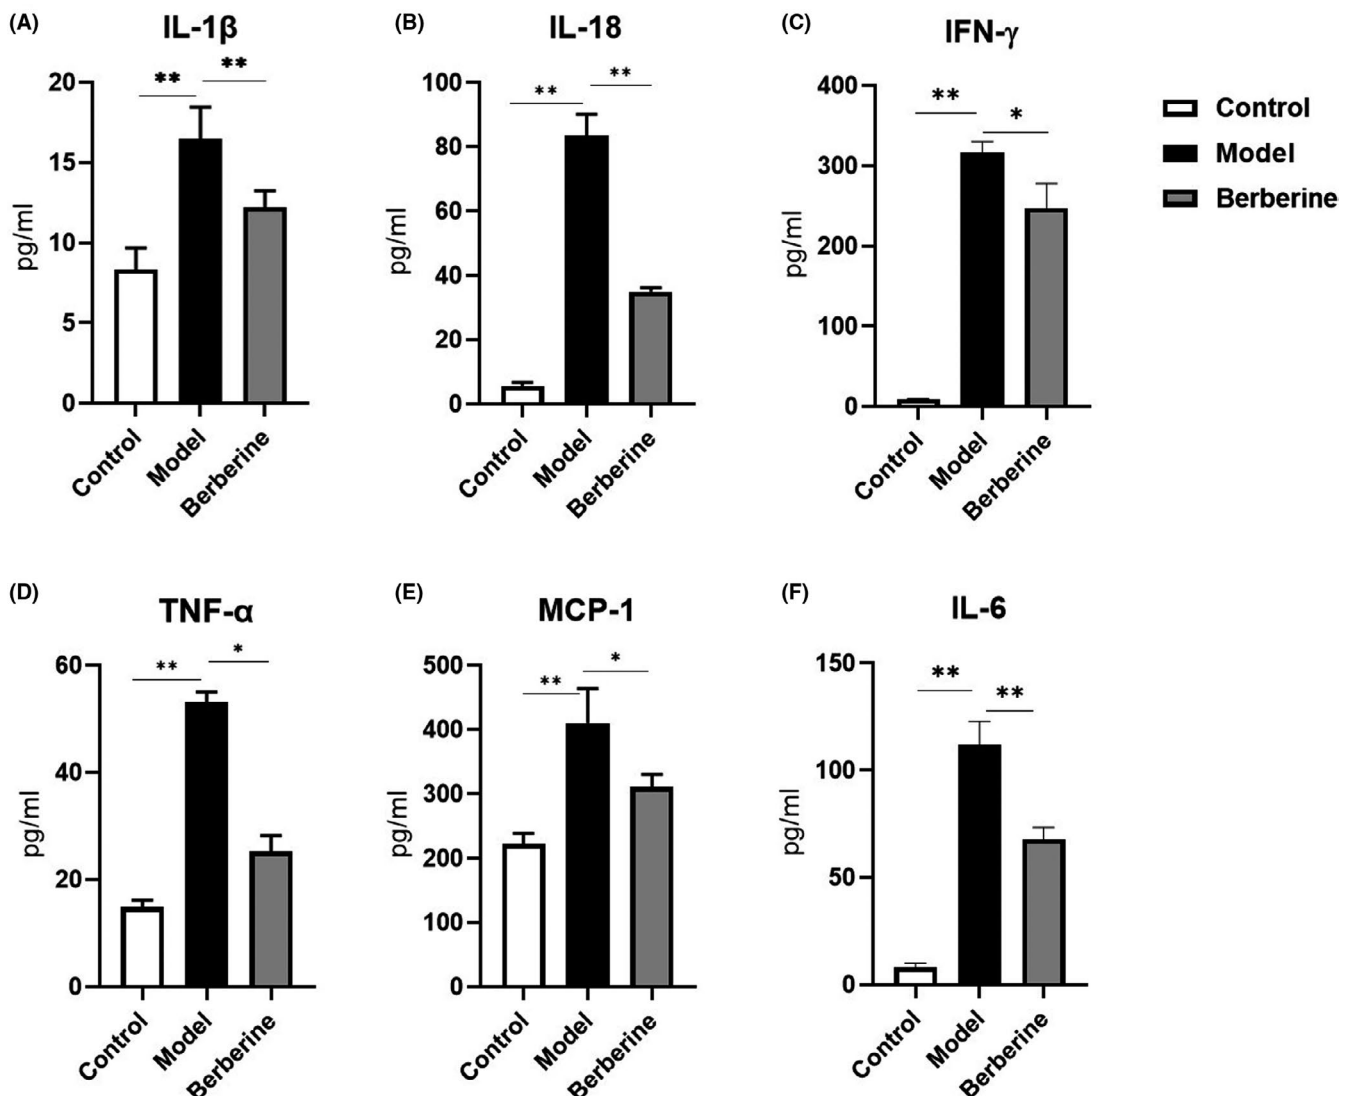 (A) IL-1β
** **
20
15
10
5
0
pg/ml
Control Model Berberine
(B) IL-18
** **
100
80
60
40
20
0
pg/ml
Control Model Berberine
(C) IFN-γ
** *
400
300
200
100
0
pg/ml
Control Model Berberine
Control
Model
Berberine
(D) TNF-α
** *
60
40
20
0
pg/ml
Control Model Berberine
(E) MCP-1
** *
500
400
300
200
100
0
pg/ml
Control Model Berberine
(F) IL-6
** **
150
100
50
0
pg/ml
Control Model Berberine